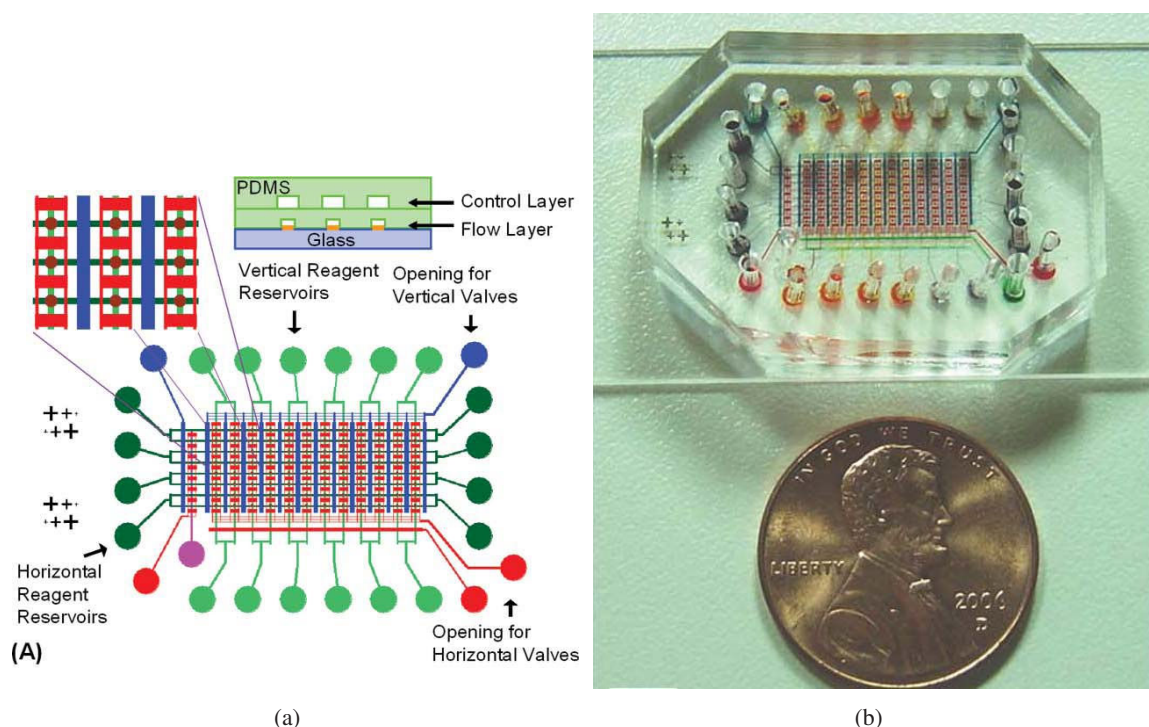 PDMS
Control Layer
Flow Layer
Glass
Vertical Reagent
Reservoirs
Opening for
Vertical Valves
Horizontal
Reagent
Reservoirs
Opening for
Horizontal Valves
(A)
(a)
IN GOD WE TRUST
LIBERTY
2006
D
(b)